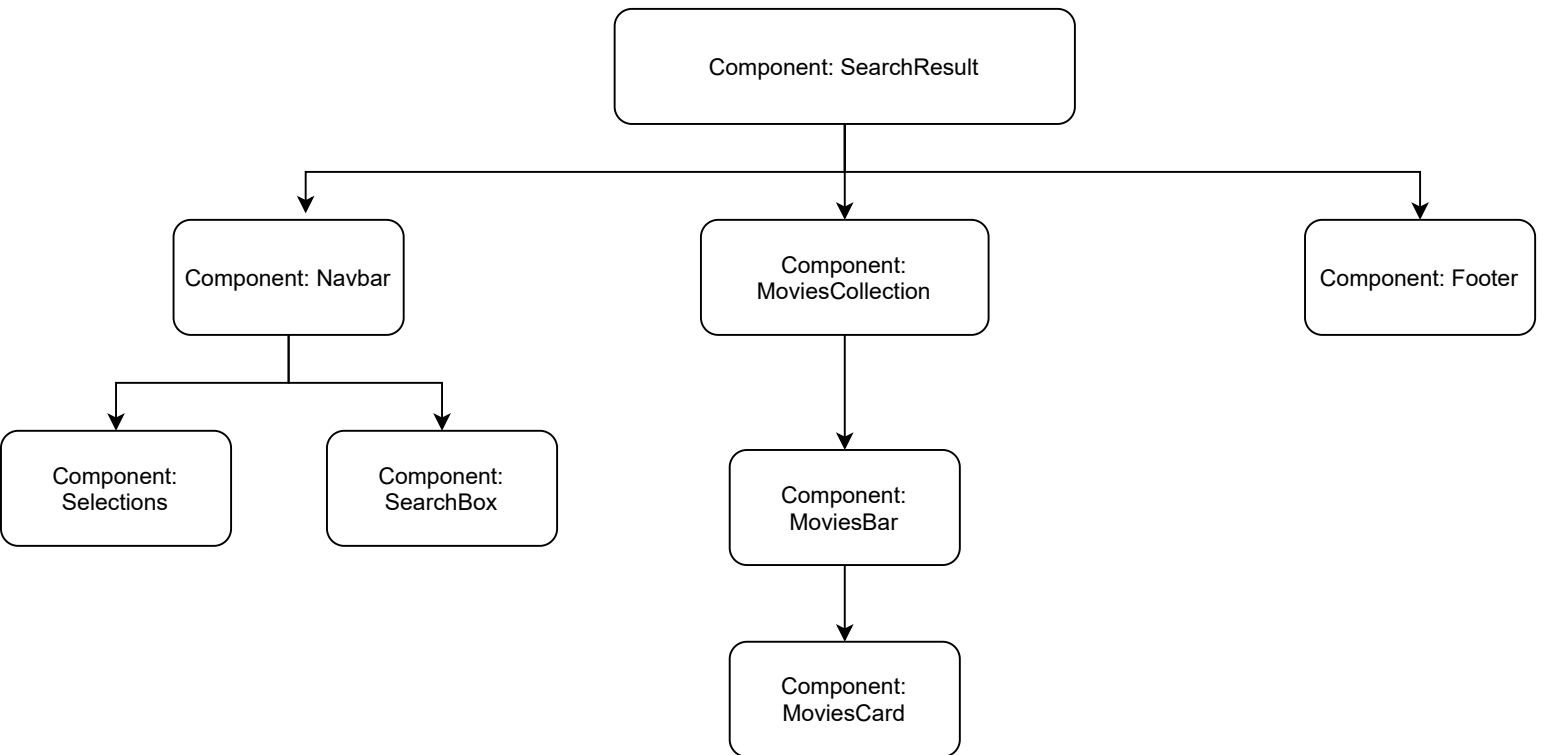 Component: SearchResult
Component: Navbar
Component:
MoviesCollection
Component: Footer
Component:
Selections
Component:
SearchBox
Component:
MoviesBar
Component:
MoviesCard